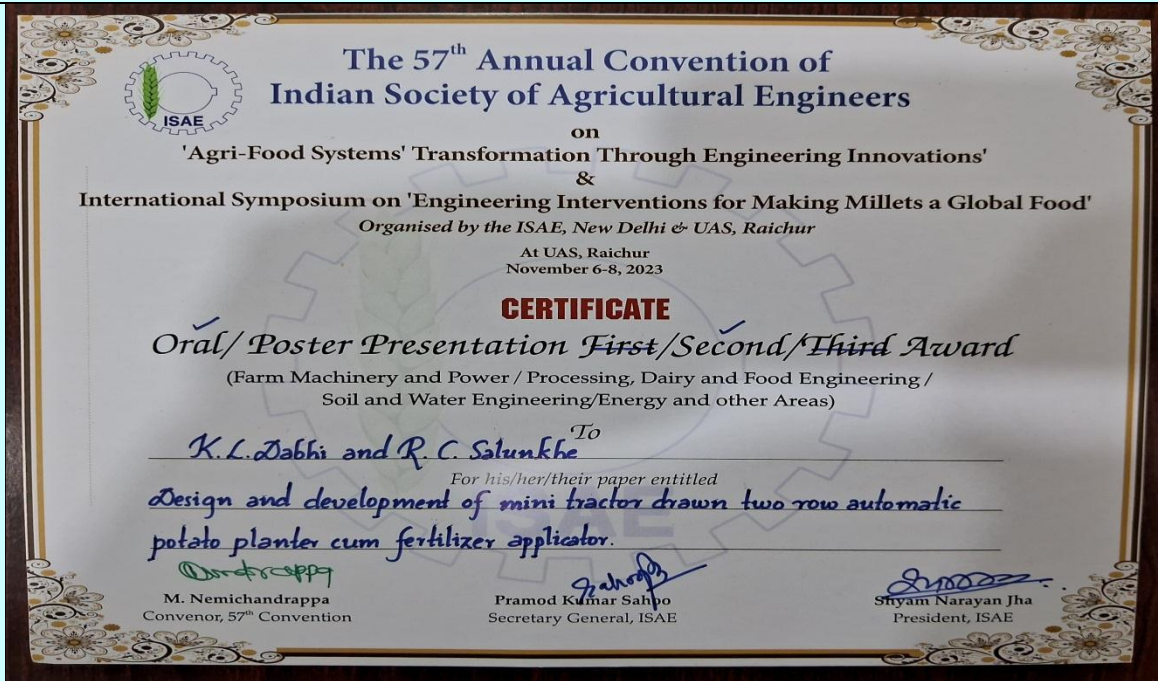 The 57th Annual Convention of
Indian Society of Agricultural Engineers
ISAE
on
'Agri-Food Systems' Transformation Through Engineering Innovations'
&
International Symposium on 'Engineering Interventions for Making Millets a Global Food'
Organised by the ISAE, New Delhi & UAS, Raichur
At UAS, Raichur
November 6-8, 2023
CERTIFICATE
Oral/ Poster Presentation First/Second/Third Award
(Farm Machinery and Power / Processing, Dairy and Food Engineering /
Soil and Water Engineering/Energy and other Areas)
To
K. L. Dabhi and R. C. Salunkhe
For his/her/their paper entitled
Design and development of mini tractor drawn two row automatic
potato planter cum fertilizer applicator.
ISAE
M. Nemichandrappa
Convenor, 57th Convention
Pramod Kumar Sahoo
Secretary General, ISAE
Shyam Narayan Jha
President, ISAE